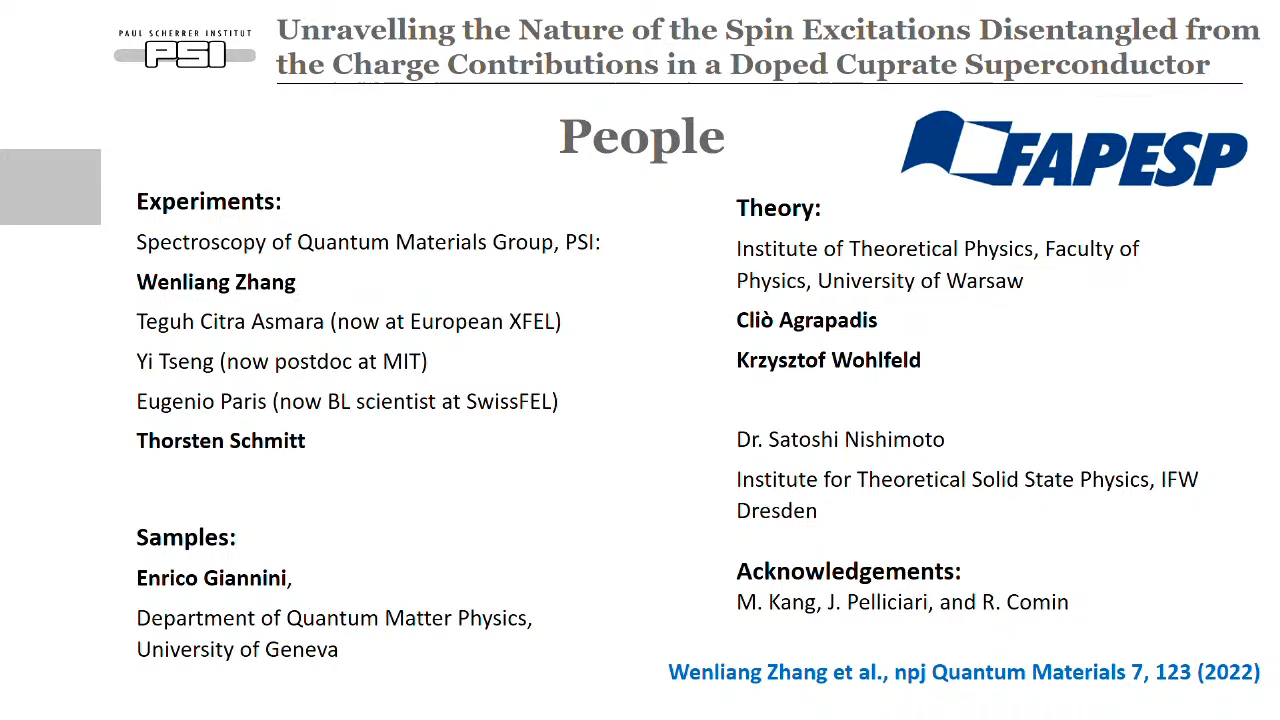 PAUL SCHERRER INSTITUT
PSI
Unravelling the Nature of the Spin Excitations Disentangled from
the Charge Contributions in a Doped Cuprate Superconductor
People
FAPESP
Experiments:
Spectroscopy of Quantum Materials Group, PSI:
Wenliang Zhang
Teguh Citra Asmara (now at European XFEL)
Yi Tseng (now postdoc at MIT)
Eugenio Paris (now BL scientist at SwissFEL)
Thorsten Schmitt
Samples:
Enrico Giannini,
Department of Quantum Matter Physics,
University of Geneva
Theory:
Institute of Theoretical Physics, Faculty of
Physics, University of Warsaw
Cliò Agrapadis
Krzysztof Wohlfeld
Dr. Satoshi Nishimoto
Institute for Theoretical Solid State Physics, IFW
Dresden
Acknowledgements:
M. Kang, J. Pelliciari, and R. Comin
Wenliang Zhang et al., npj Quantum Materials 7, 123 (2022)